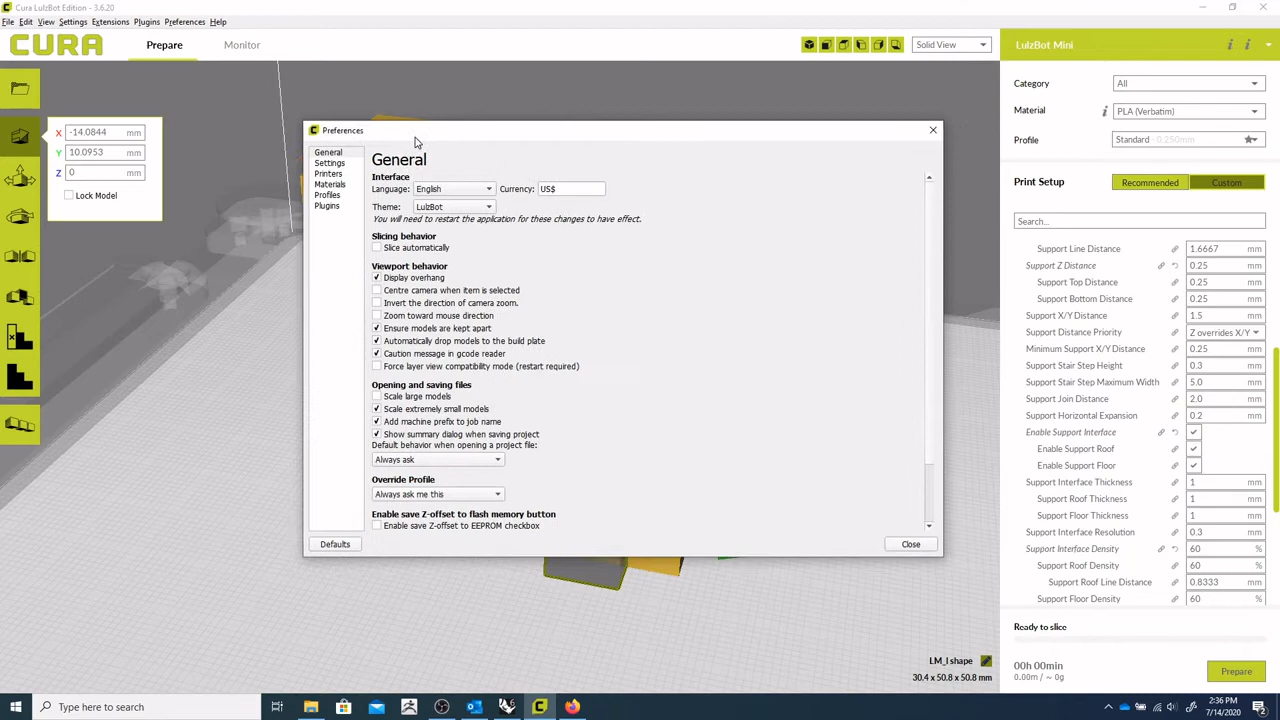 Cura LulzBot Edition - 3.6.20
File Edit View Settings Extensions Plugins Preferences Help
CURA Prepare Monitor Solid View LulzBot Mini
X -14.0844 mm
Y 10.0953 mm
Z 0 mm
Lock Model
Preferences
General
Settings
Printers
Materials
Profiles
Plugins
General
Interface
Language: English Currency: US$
Theme: LulzBot
You will need to restart the application for these changes to have effect.
Slicing behavior
Slice automatically
Viewport behavior
Display overhang
Centre camera when item is selected
Invert the direction of camera zoom.
Zoom toward mouse direction
Ensure models are kept apart
Automatically drop models to the build plate
Caution message in gcode reader
Force layer view compatibility mode (restart required)
Opening and saving files
Scale large models
Scale extremely small models
Add machine prefix to job name
Show summary dialog when saving project
Default behavior when opening a project file:
Always ask
Override Profile
Always ask me this
Enable save Z-offset to flash memory button
Enable save Z-offset to EEPROM checkbox
Defaults Close
Category All
Material PLA (Verbatim)
Profile Standard - 0.250mm
Print Setup Recommended Custom
Search...
Support Line Distance 1.6667 mm
Support Z Distance 0.25 mm
Support Top Distance 0.25 mm
Support Bottom Distance 0.25 mm
Support X/Y Distance 1.5 mm
Support Distance Priority Z overrides X/Y
Minimum Support X/Y Distance 0.25 mm
Support Stair Step Height 0.3 mm
Support Stair Step Maximum Width 5.0 mm
Support Join Distance 2.0 mm
Support Horizontal Expansion 0.2 mm
Enable Support Interface
Enable Support Roof
Enable Support Floor
Support Interface Thickness 1 mm
Support Roof Thickness 1 mm
Support Floor Thickness 1 mm
Support Interface Resolution 0.3 mm
Support Interface Density 60 %
Support Roof Density 60 %
Support Roof Line Distance 0.8333 mm
Support Floor Density 60 %
Ready to slice
00h 00min
0.00m / ~ 0g
Prepare
LM_l shape
30.4 x 50.8 x 50.8 mm
Type here to search
2:36 PM
7/14/2020
2